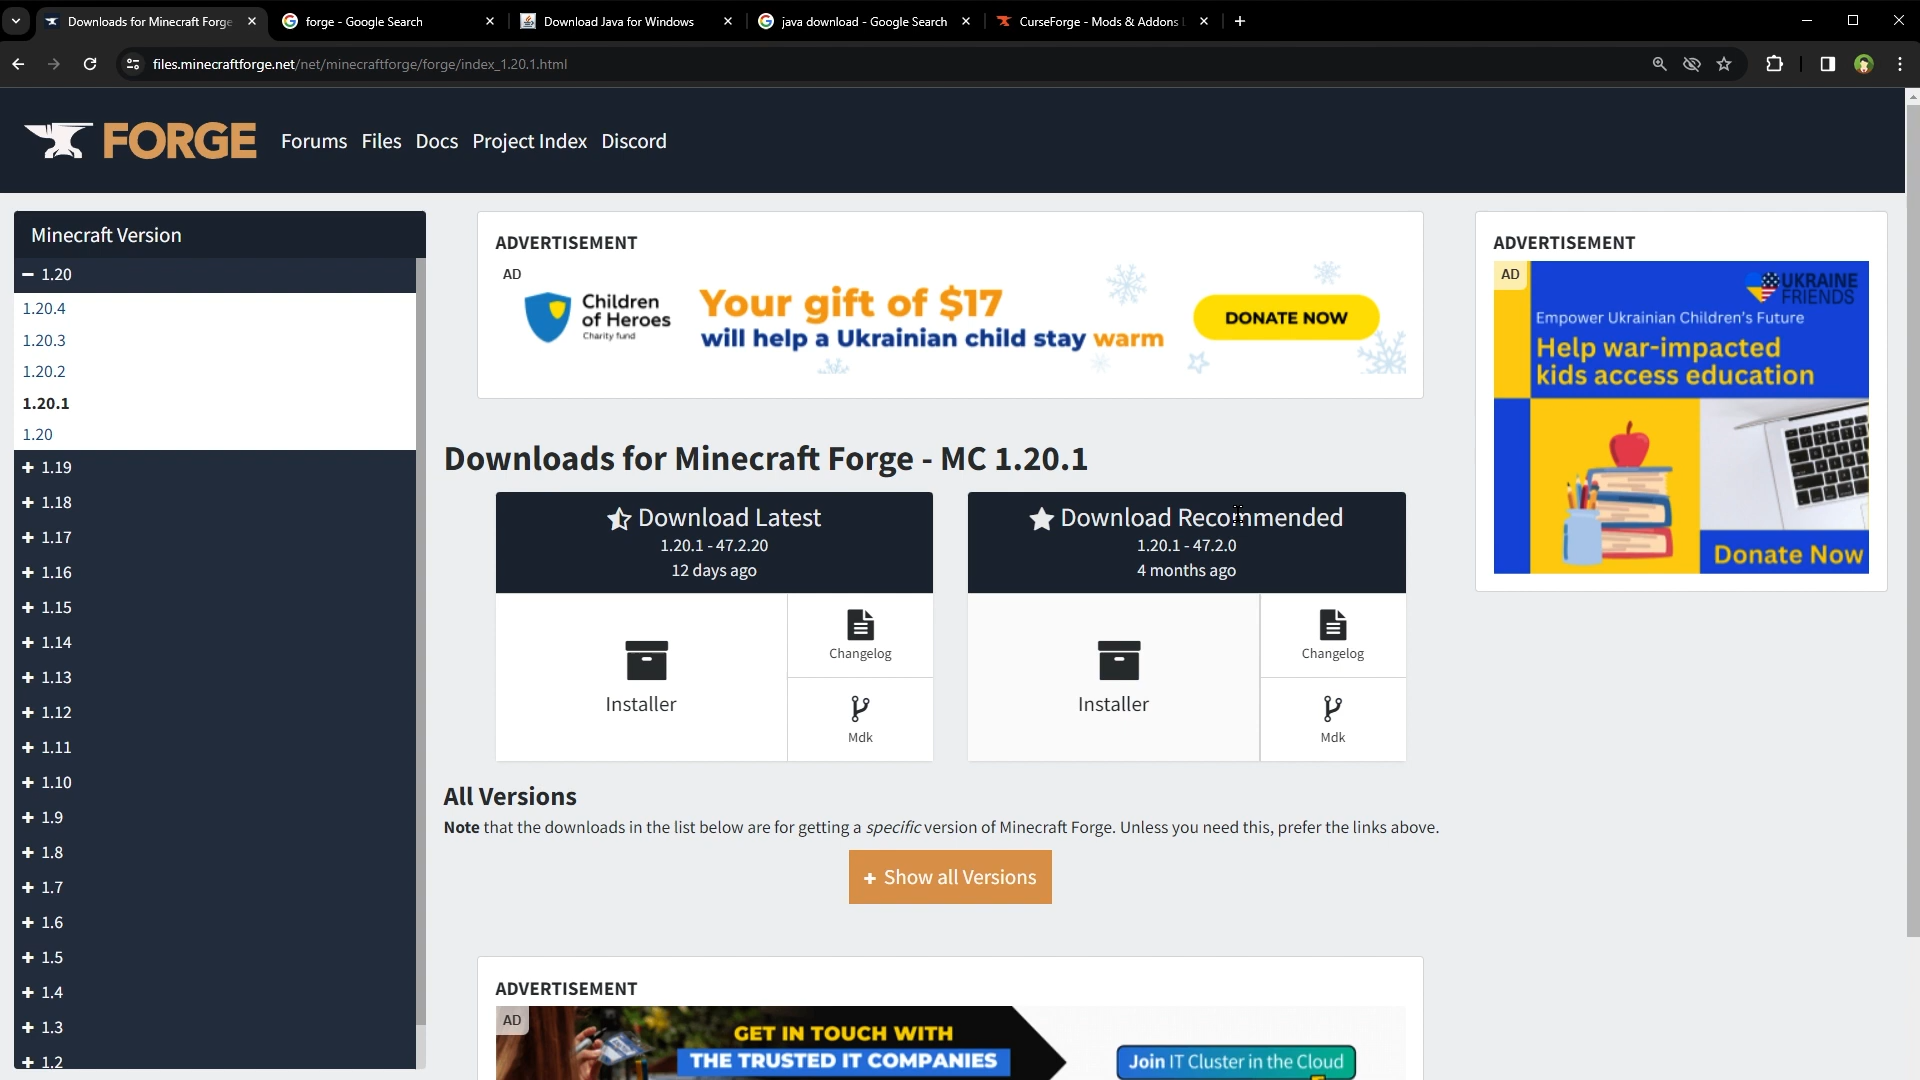 Downloads for Minecraft Forge
forge - Google Search
Download Java for Windows
java download - Google Search
CurseForge - Mods & Addons
files.minecraftforge.net/net/minecraftforge/forge/index_1.20.1.html
FORGE
Forums Files Docs Project Index Discord
Minecraft Version
1.20
1.20.4
1.20.3
1.20.2
1.20.1
1.20
1.19
1.18
1.17
1.16
1.15
1.14
1.13
1.12
1.11
1.10
1.9
1.8
1.7
1.6
1.5
1.4
1.3
1.2
ADVERTISEMENT
AD
Children
of Heroes
Charity fund
Your gift of $17
will help a Ukrainian child stay warm
DONATE NOW
Downloads for Minecraft Forge - MC 1.20.1
Download Latest
1.20.1 - 47.2.20
12 days ago
Installer
Changelog
Mdk
Download Recommended
1.20.1 - 47.2.0
4 months ago
Installer
Changelog
Mdk
All Versions
Note that the downloads in the list below are for getting a specific version of Minecraft Forge. Unless you need this, prefer the links above.
+ Show all Versions
ADVERTISEMENT
AD
GET IN TOUCH WITH
THE TRUSTED IT COMPANIES
Join IT Cluster in the Cloud
ADVERTISEMENT
AD
UKRAINE
FRIENDS
Empower Ukrainian Children's Future
Help war-impacted
kids access education
Donate Now